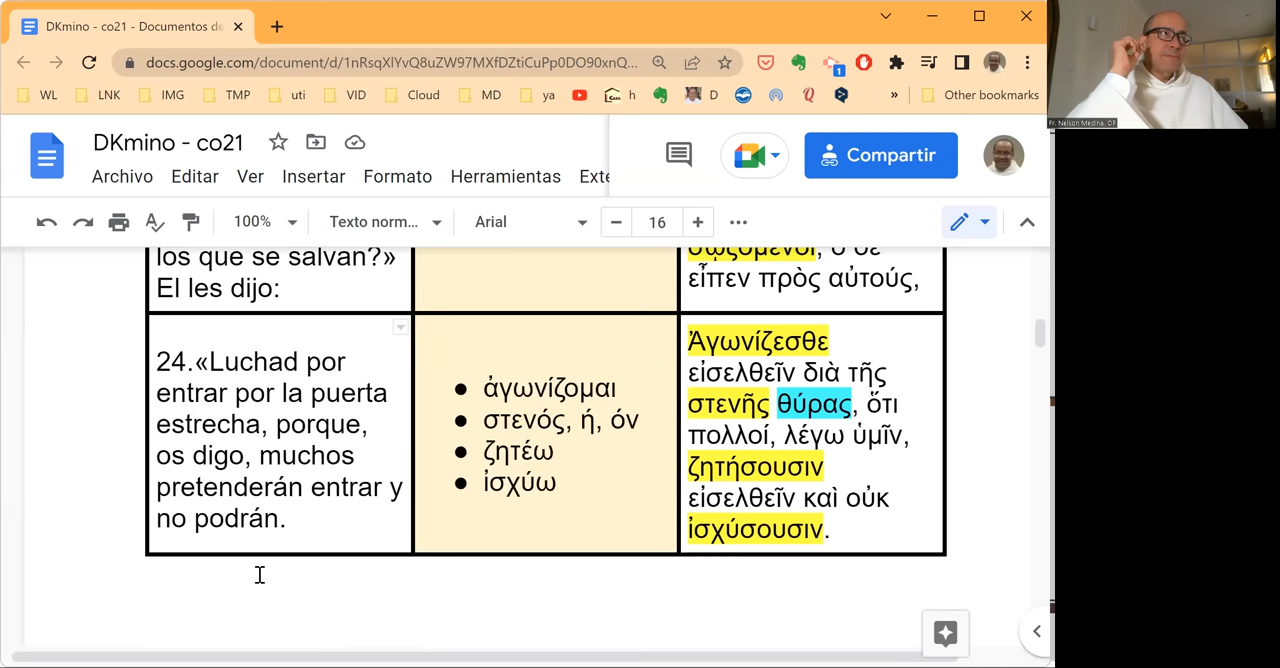 DKmino - co21 - Documentos de
docs.google.com/document/d/1nRsqXlYvQ8uZW97MXfDZtiCuPp0DO90xnQ...
WL LNK IMG TMP uti VID Cloud MD ya h D » Other bookmarks
1
Fr. Nelson Medina, OP
DKmino - co21
Compartir
Archivo Editar Ver Insertar Formato Herramientas Exte
100% Texto norm... Arial 16
los que se salvan?»
El les dijo:
σῳζόμενοι; ὁ δὲ
εἶπεν πρὸς αὐτούς,
24.«Luchad por
entrar por la puerta
estrecha, porque,
os digo, muchos
pretenderán entrar y
no podrán.
● ἀγωνίζομαι
● στενός, ή, όν
● ζητέω
● ἰσχύω
Ἀγωνίζεσθε
εἰσελθεῖν διὰ τῆς
στενῆς θύρας, ὅτι
πολλοί, λέγω ὑμῖν,
ζητήσουσιν
εἰσελθεῖν καὶ οὐκ
ἰσχύσουσιν.